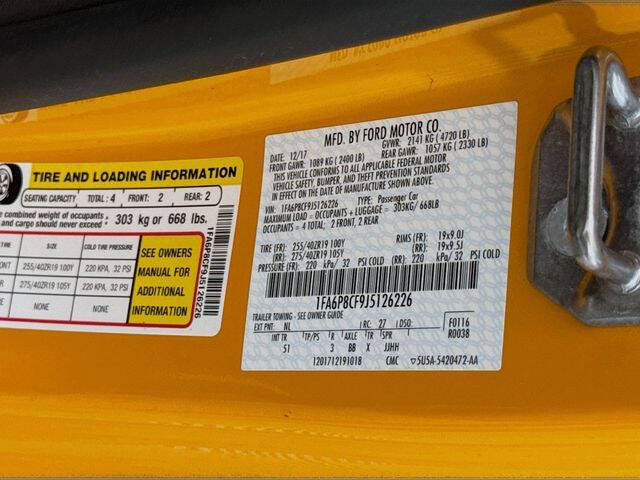 TIRE AND LOADING INFORMATION
SEATING CAPACITY TOTAL: 4 FRONT: 2 REAR: 2
combined weight of occupants : 303 kg or 668 lbs.
and cargo should never exceed :
SIZE COLD TIRE PRESSURE
255/40ZR19 100Y 220 KPA, 32 PSI
275/40ZR19 105Y 220 KPA, 32 PSI
NONE NONE
SEE OWNERS
MANUAL FOR
ADDITIONAL
INFORMATION
1FA6P8CF9J5126226
MFD. BY FORD MOTOR CO.
DATE: 12/17 GVWR: 2141 KG ( 4720 LB)
FRONT GAWR: 1089 KG ( 2400 LB) REAR GAWR: 1057 KG ( 2330 LB)
THIS VEHICLE CONFORMS TO ALL APPLICABLE FEDERAL MOTOR
VEHICLE SAFETY, BUMPER, AND THEFT PREVENTION STANDARDS IN
EFFECT ON THE DATE OF MANUFACTURE SHOWN ABOVE.
VIN: 1FA6P8CF9J5126226 TYPE: Passenger Car
MAXIMUM LOAD = OCCUPANTS + LUGGAGE = 303KG/ 668LB
OCCUPANTS = 4 TOTAL; 2 FRONT, 2 REAR
TIRE (FR): 255/40ZR19 100Y RIMS (FR): 19x9.0J
(RR): 275/40ZR19 105Y (RR): 19x9.5J
PRESSURE (FR): 220 kPa/ 32 PSI COLD (RR): 220 kPa/ 32 PSI COLD
1FA6P8CF9J5126226
TRAILER TOWING - SEE OWNER GUIDE
EXT PNT: NL RC: 27 DSO: F0116
INT TR TP/PS R AXLE TR SPR R0038
51 3 BB X JJHH
1201712191018 CMC 5U5A-5420472-AA